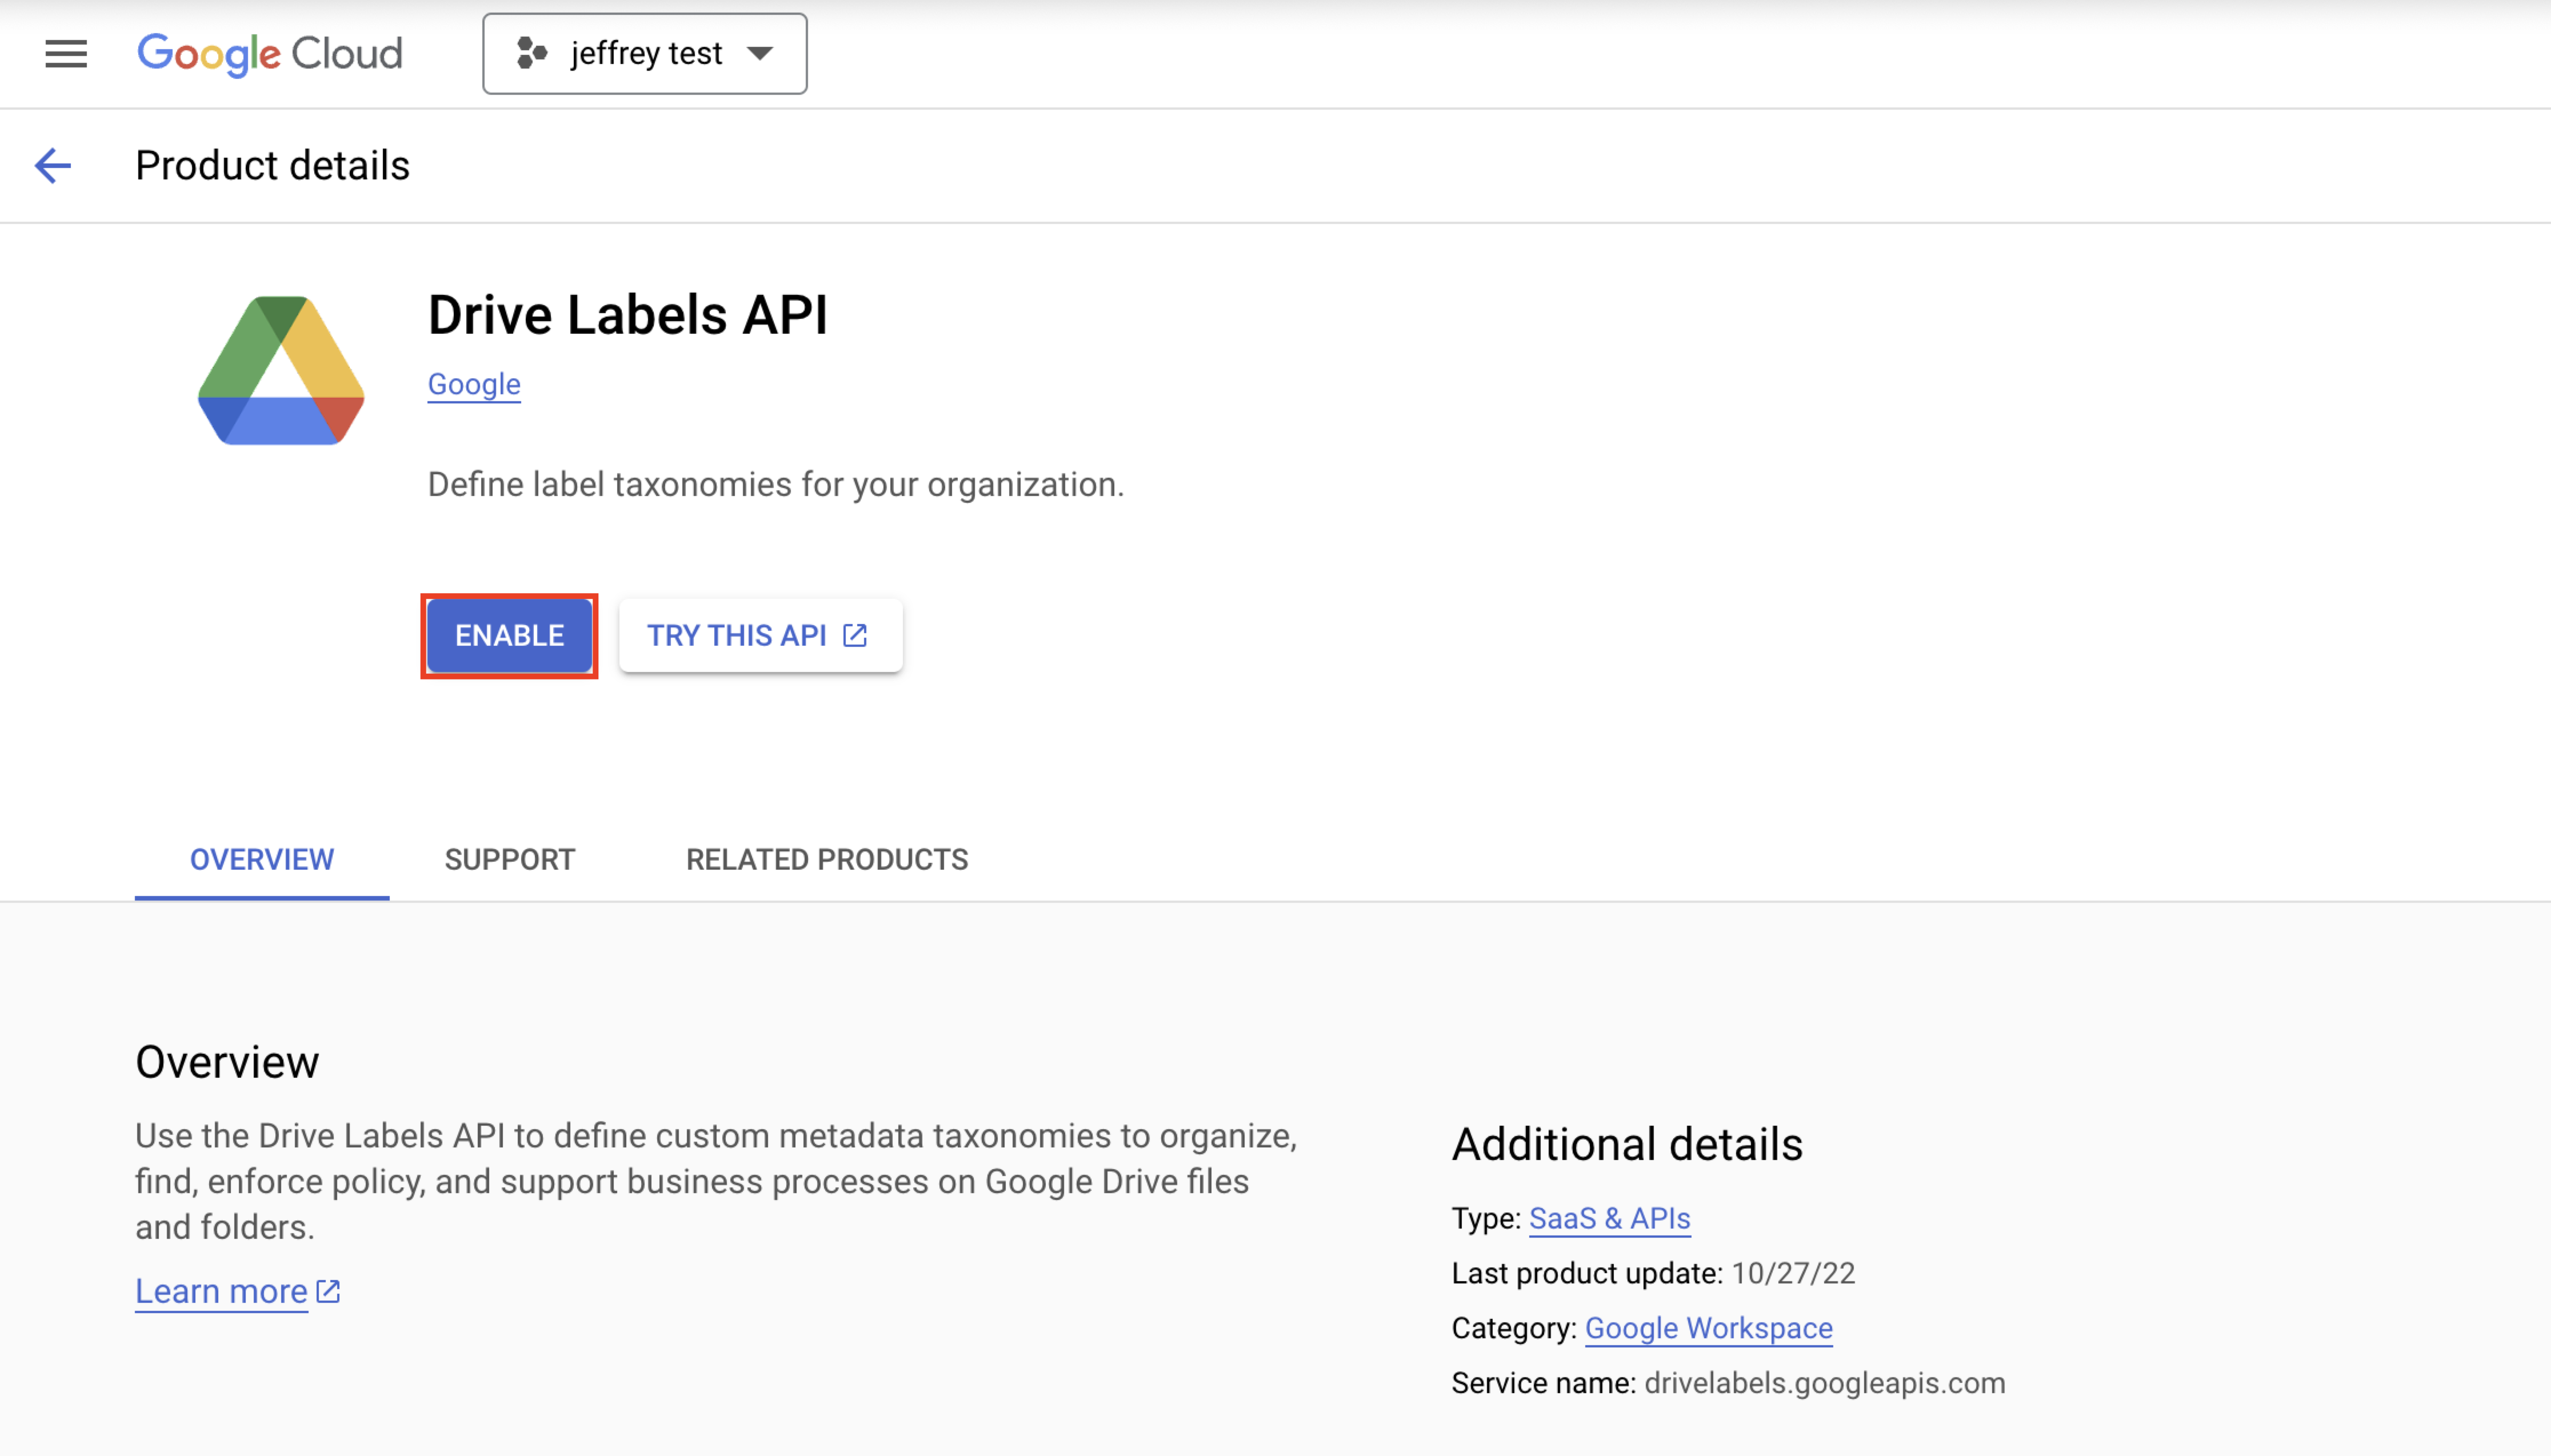 Google Cloud
jeffrey test
Product details
Drive Labels API
Google
Define label taxonomies for your organization.
ENABLE
TRY THIS API
OVERVIEW
SUPPORT
RELATED PRODUCTS
Overview
Use the Drive Labels API to define custom metadata taxonomies to organize,
find, enforce policy, and support business processes on Google Drive files
and folders.
Learn more
Additional details
Type: SaaS & APIs
Last product update: 10/27/22
Category: Google Workspace
Service name: drivelabels.googleapis.com